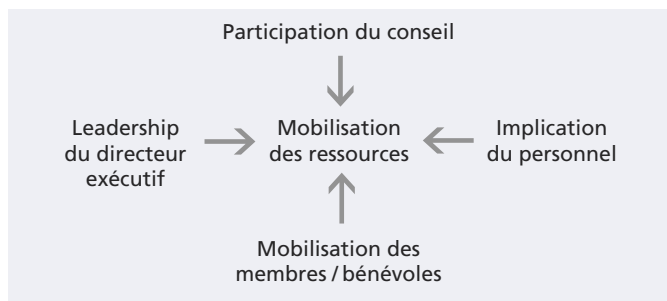 Participation du conseil
Leadership
du directeur
exécutif
Mobilisation
des ressources
Implication
du personnel
Mobilisation des
membres / bénévoles